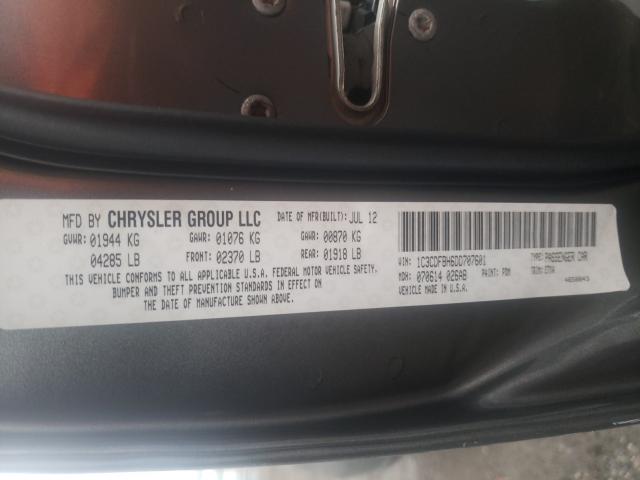 MFD BY CHRYSLER GROUP LLC DATE OF MFR(BUILT): JUL 12
GVWR: 01944 KG GAWR: 01076 KG GAWR: 00870 KG
04285 LB FRONT: 02370 LB REAR: 01918 LB
THIS VEHICLE CONFORMS TO ALL APPLICABLE U.S.A. FEDERAL MOTOR VEHICLE SAFETY,
BUMPER AND THEFT PREVENTION STANDARDS IN EFFECT ON
THE DATE OF MANUFACTURE SHOWN ABOVE.
VIN: 1C3CDFBH6DD707601 TYPE: PASSENGER CAR
MDH: 070614 026AB PAINT: PDM TRIM:
MADE IN U.S.A.